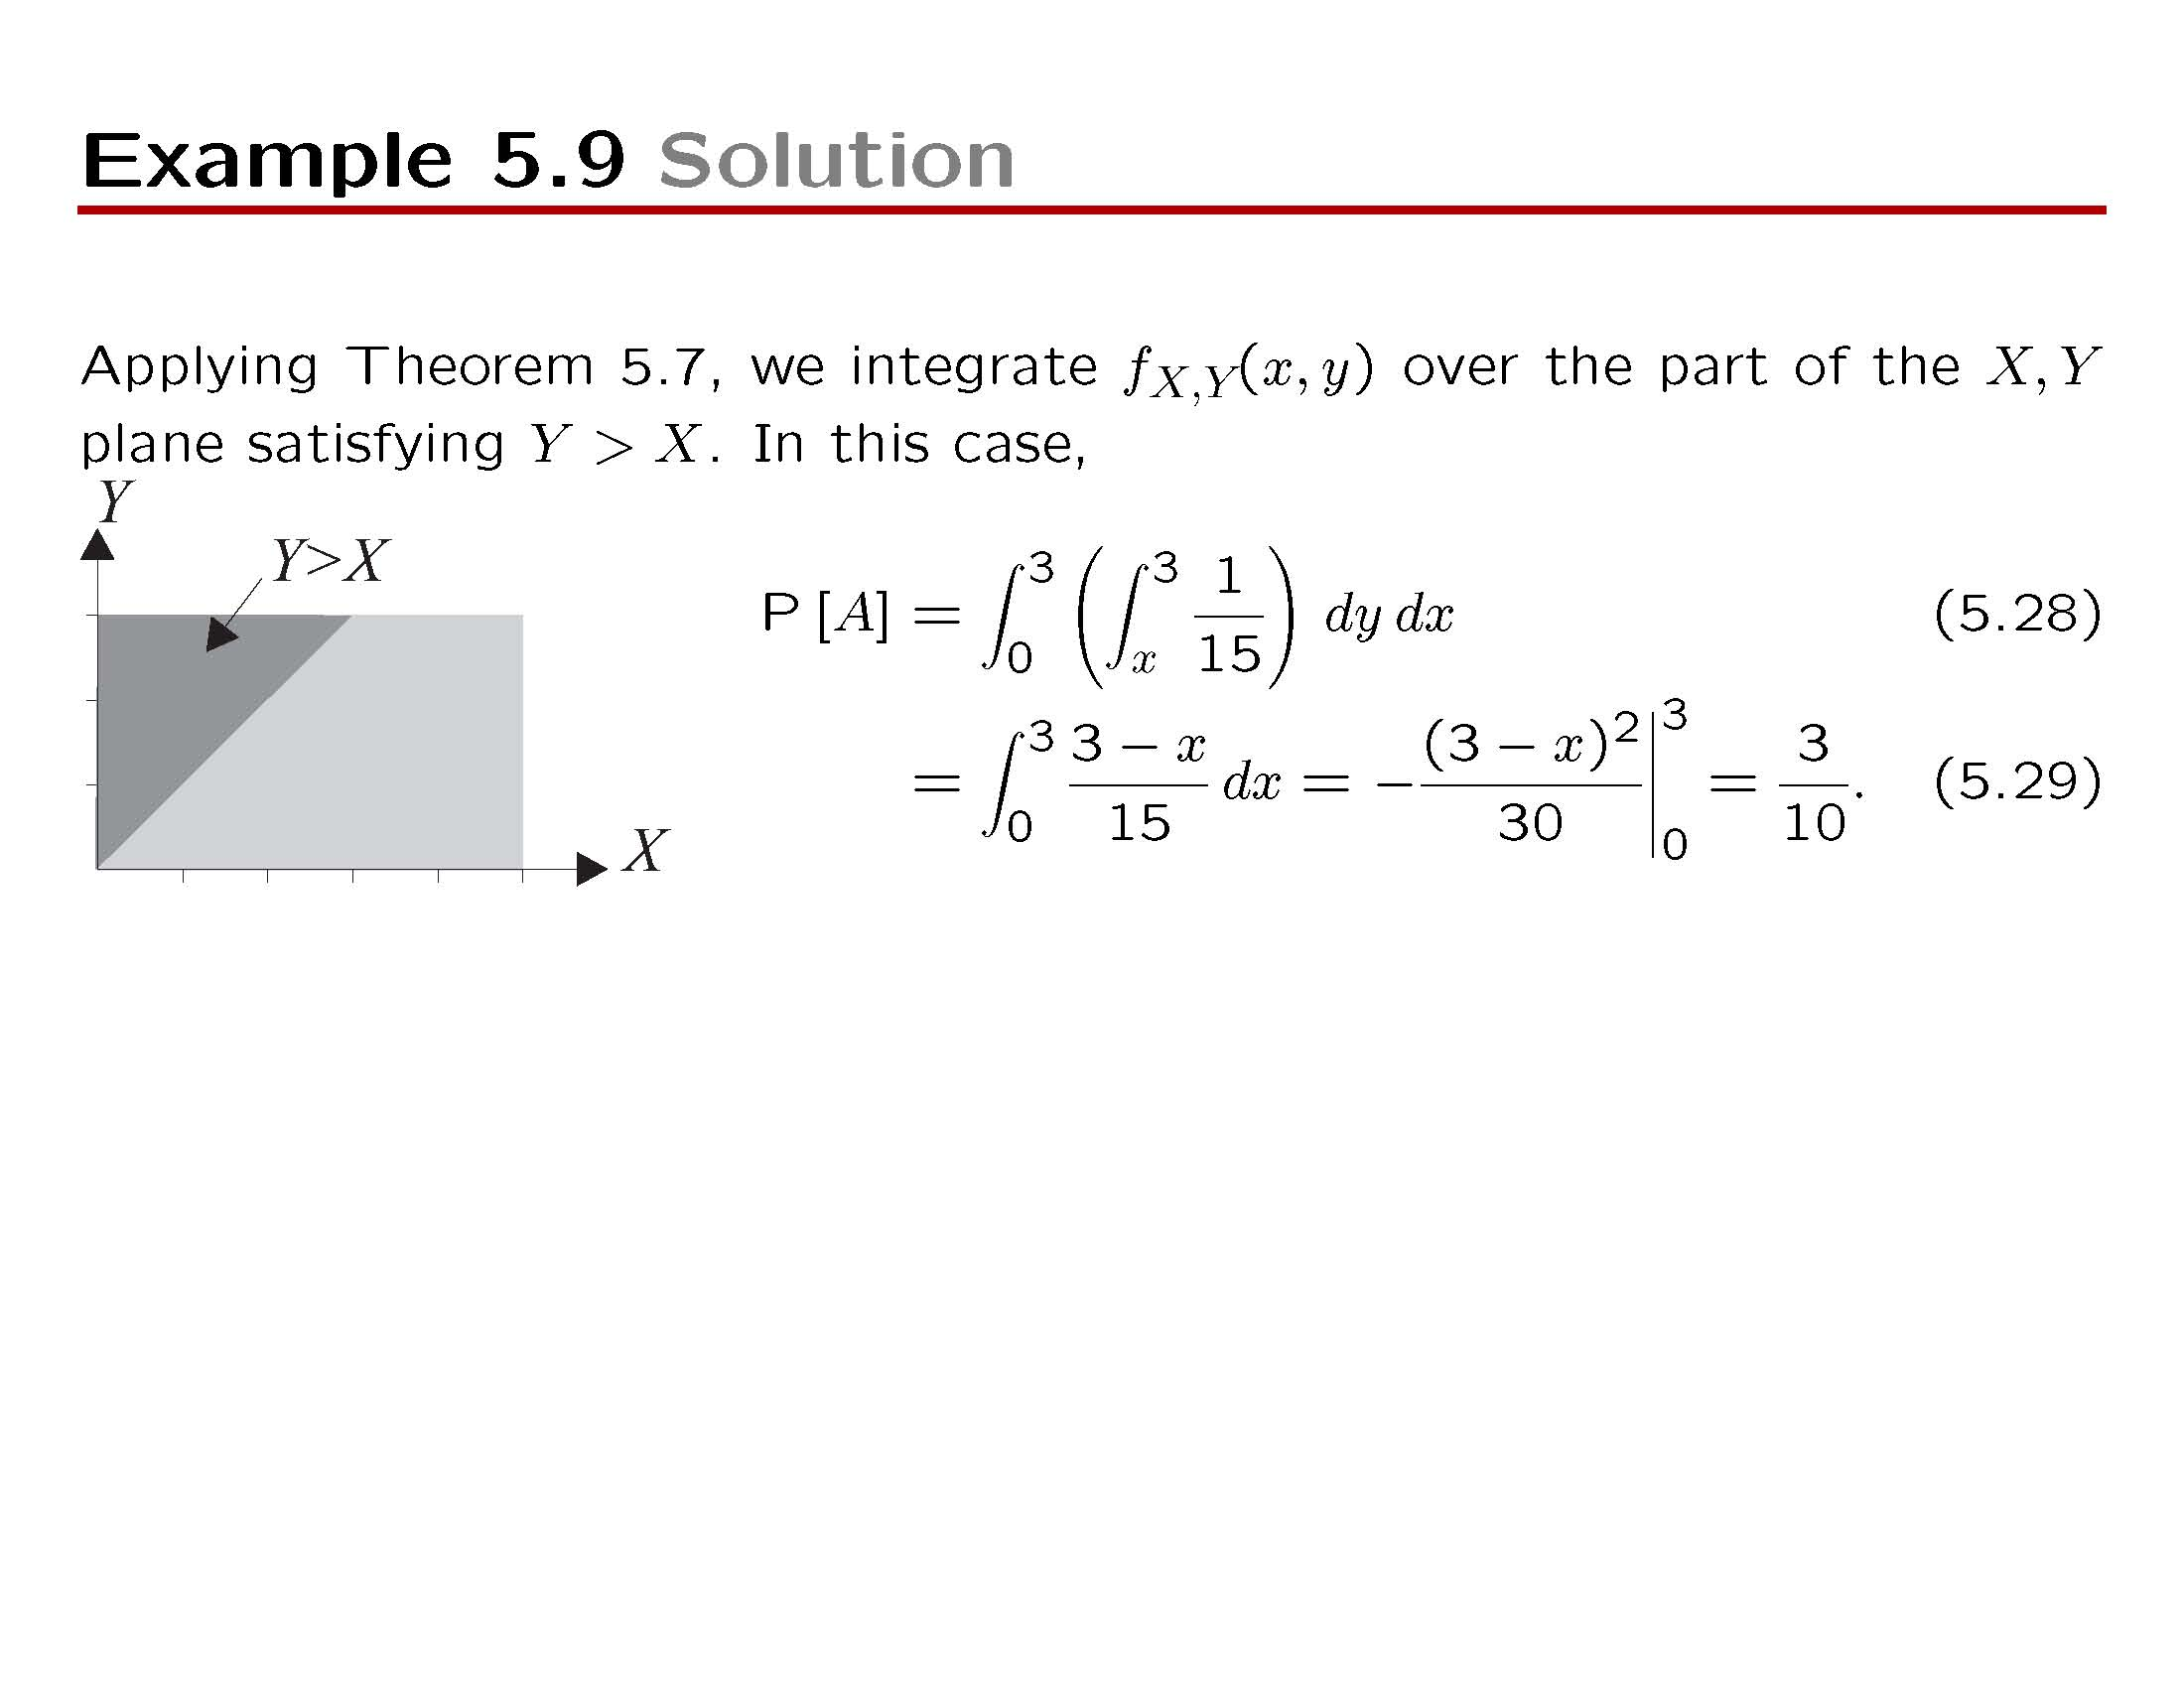 Example 5.9 Solution
Applying Theorem 5.7, we integrate f_{X,Y}(x, y) over the part of the X, Y
plane satisfying Y > X. In this case,
Y
Y>X
X
P [A] = ∫_0^3 (∫_x^3 1/15) dy dx (5.28)
= ∫_0^3 (3 − x)/15 dx = −(3 − x)^2/30 |_0^3 = 3/10. (5.29)